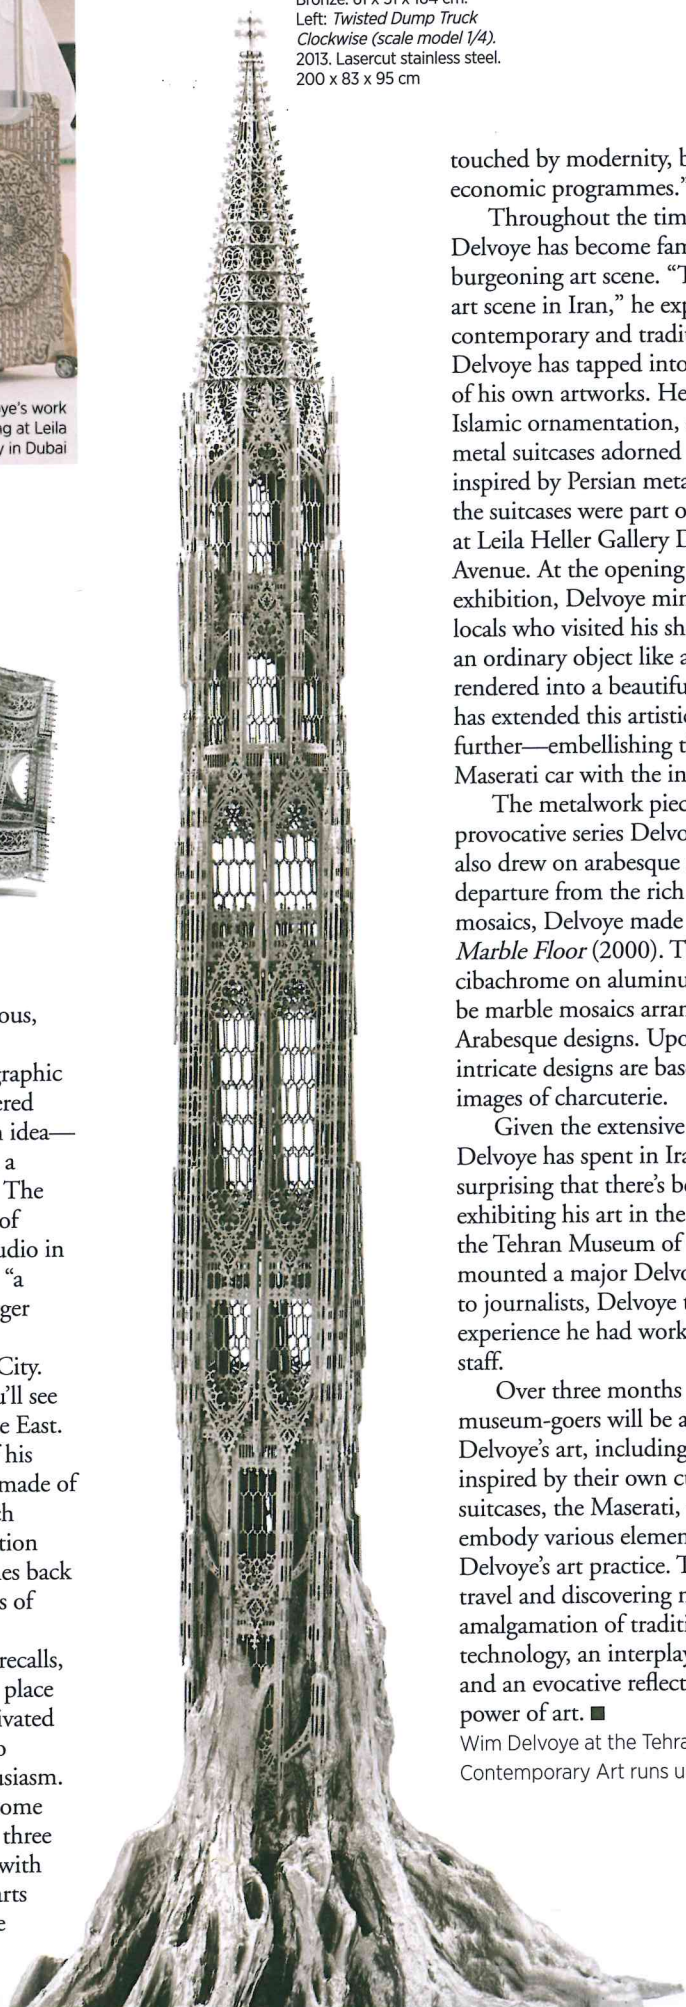 Left: Twisted Dump Truck
Clockwise (scale model 1/4).
2013. Lasercut stainless steel.
200 x 83 x 95 cm
ye's work
g at Leila
y in Dubai
ous,
raphic
ered
idea—
a
The
of
udio in
“a
ger
City.
u’ll see
e East.
his
made of
ch
tion
es back
s of
recalls,
place
ivated
o
usiasm.
ome
three
with
arts
e
touched by modernity, b
economic programmes.”
Throughout the tim
Delvoye has become fam
burgeoning art scene. “T
art scene in Iran,” he exp
contemporary and tradi
Delvoye has tapped into
of his own artworks. He
Islamic ornamentation,
metal suitcases adorned
inspired by Persian meta
the suitcases were part o
at Leila Heller Gallery D
Avenue. At the opening
exhibition, Delvoye min
locals who visited his sh
an ordinary object like a
rendered into a beautifu
has extended this artistic
further—embellishing t
Maserati car with the in
The metalwork piec
provocative series Delvo
also drew on arabesque
departure from the rich
mosaics, Delvoye made
Marble Floor (2000). T
cibachrome on aluminu
be marble mosaics arran
Arabesque designs. Upo
intricate designs are bas
images of charcuterie.
Given the extensive
Delvoye has spent in Ira
surprising that there’s b
exhibiting his art in the
the Tehran Museum of
mounted a major Delvo
to journalists, Delvoye t
experience he had work
staff.
Over three months
museum-goers will be a
Delvoye’s art, including
inspired by their own cu
suitcases, the Maserati,
embody various elemen
Delvoye’s art practice. T
travel and discovering n
amalgamation of traditi
technology, an interplay
and an evocative reflect
power of art. ■
Wim Delvoye at the Tehra
Contemporary Art runs u